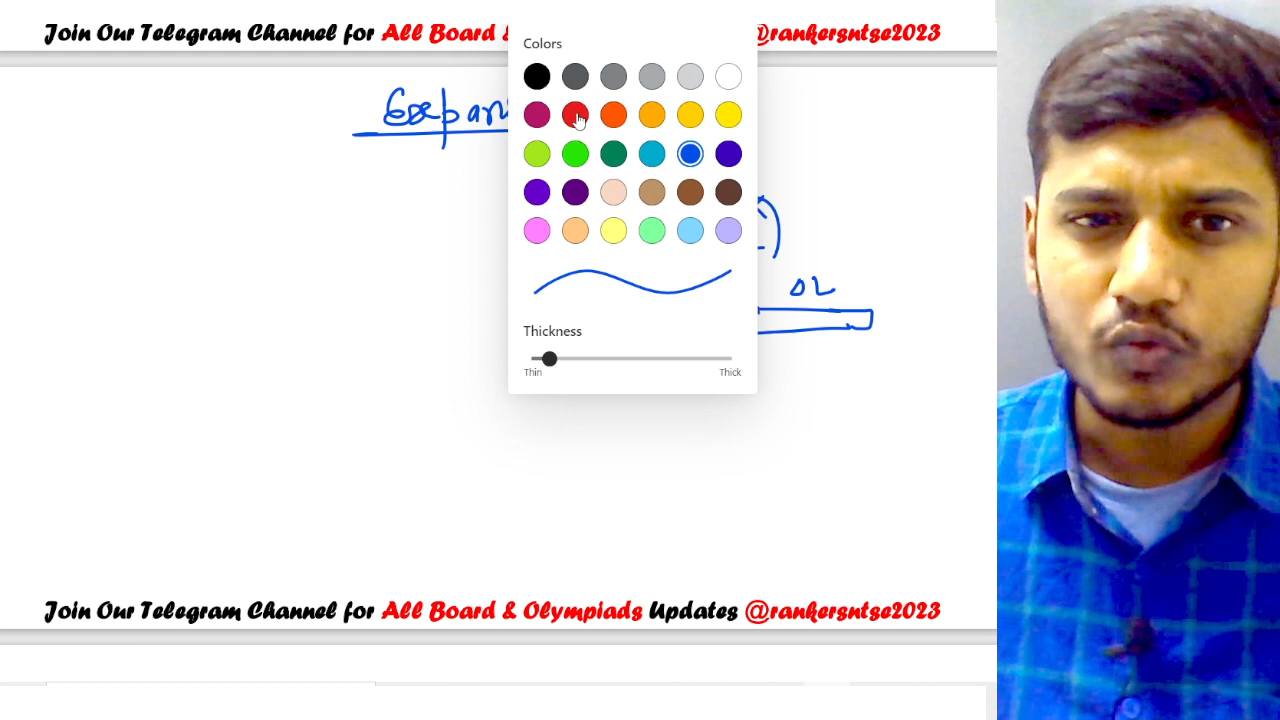 Join Our Telegram Channel for All Board & @rankersntse2023
Colors
ΔL
Thickness
Thin Thick
Join Our Telegram Channel for All Board & Olympiads Updates @rankersntse2023